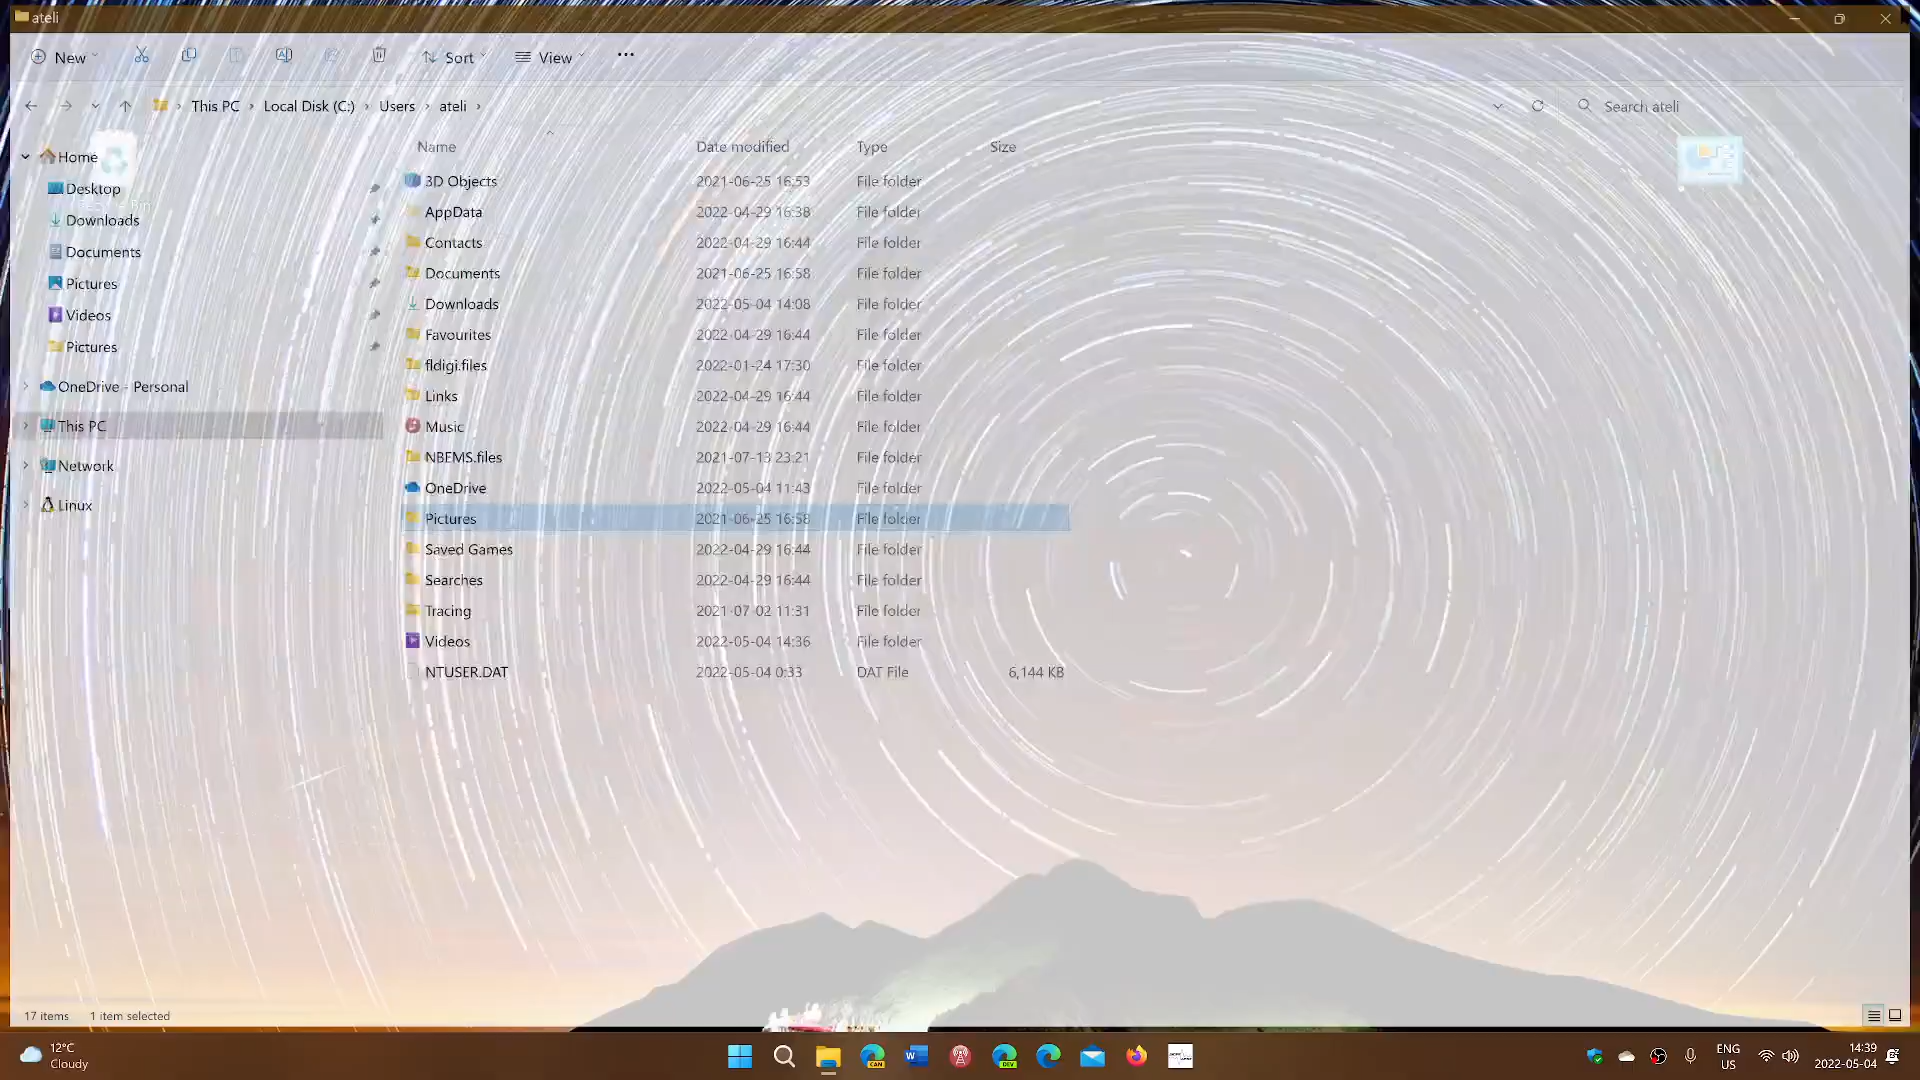 ateli
New
Sort
View
This PC
Local Disk (C:)
Users
ateli
Search ateli
Home
Desktop
Downloads
Documents
Pictures
Videos
Pictures
OneDrive - Personal
This PC
Network
Linux
Name Date modified Type Size
3D Objects 2021-06-25 16:53 File folder
AppData 2022-04-29 16:38 File folder
Contacts 2022-04-29 16:44 File folder
Documents 2021-06-25 16:58 File folder
Downloads 2022-05-04 14:08 File folder
Favourites 2022-04-29 16:44 File folder
fldigi.files 2022-01-24 17:30 File folder
Links 2022-04-29 16:44 File folder
Music 2022-04-29 16:44 File folder
NBEMS.files 2021-07-13 23:21 File folder
OneDrive 2022-05-04 11:43 File folder
Pictures 2021-06-25 16:58 File folder
Saved Games 2022-04-29 16:44 File folder
Searches 2022-04-29 16:44 File folder
Tracing 2021-07-02 11:31 File folder
Videos 2022-05-04 14:36 File folder
NTUSER.DAT 2022-05-04 0:33 DAT File 6,144 KB
17 items 1 item selected
12°C
Cloudy
CAN
W
DEV
ENG
US
14:39
2022-05-04